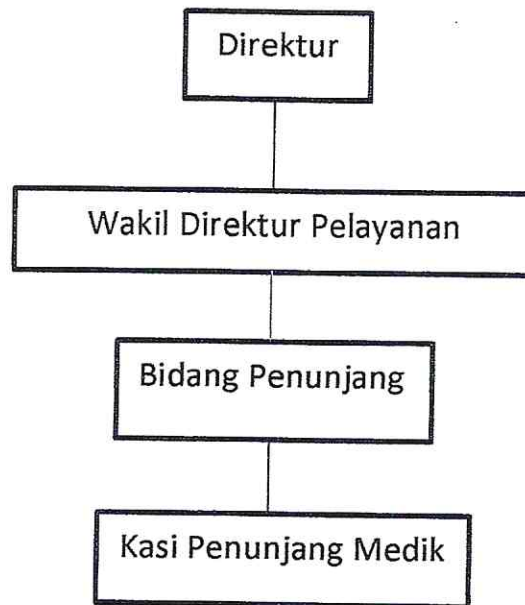 Direktur
Wakil Direktur Pelayanan
Bidang Penunjang
Kasi Penunjang Medik